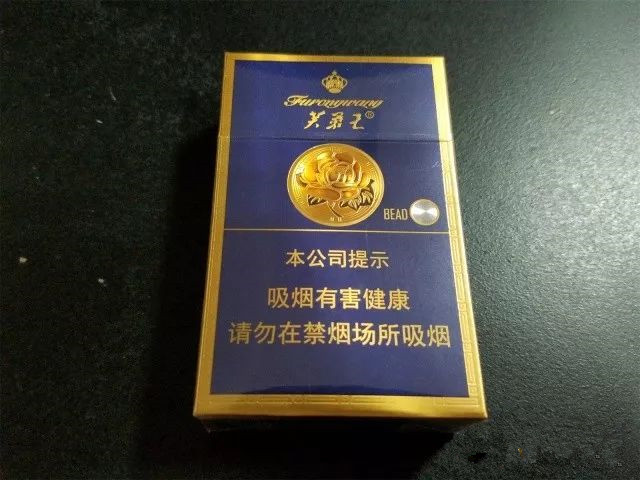 Furongwang
芙蓉王®
BEAD
本公司提示
吸烟有害健康
请勿在禁烟场所吸烟